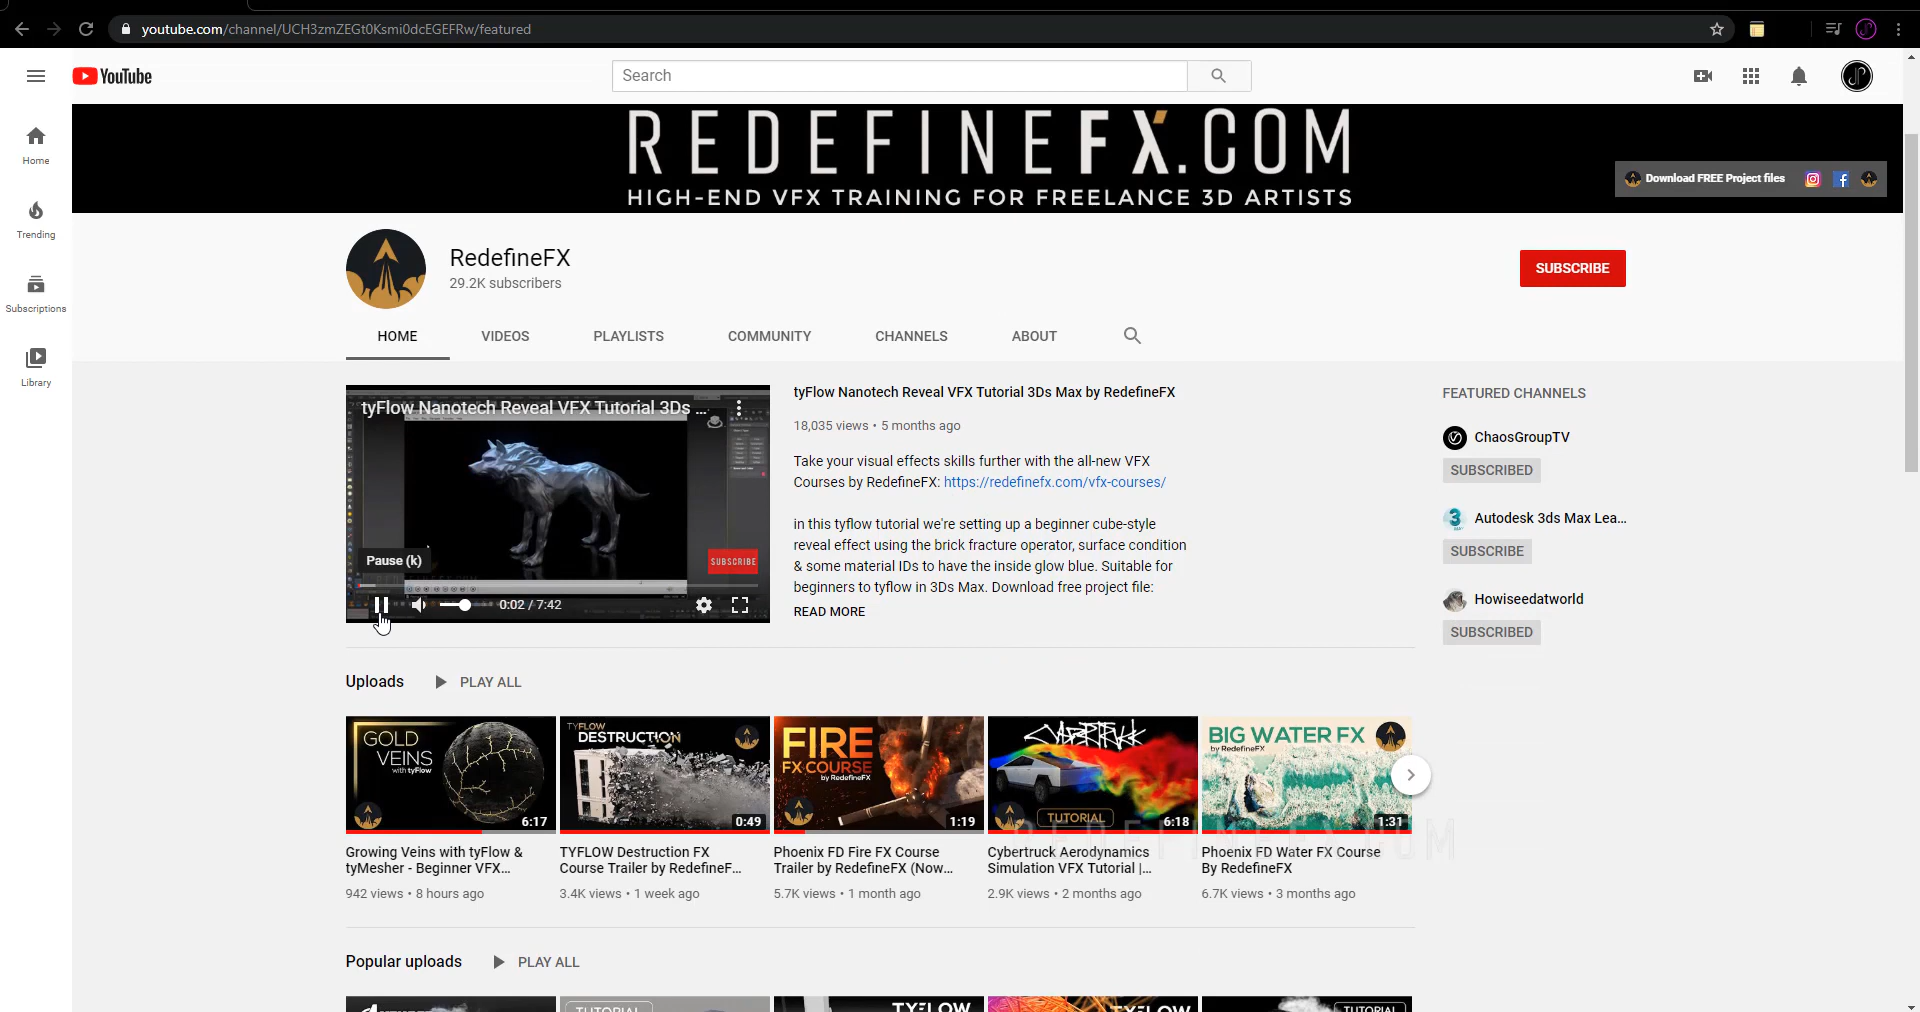 youtube.com/channel/UCH3zmZEGt0Ksmi0dcEGEFRw/featured
YouTube
Search
REDEFINEFX.COM
HIGH-END VFX TRAINING FOR FREELANCE 3D ARTISTS
Download FREE Project files
Home
Trending
Subscriptions
Library
RedefineFX
29.2K subscribers
SUBSCRIBE
HOME VIDEOS PLAYLISTS COMMUNITY CHANNELS ABOUT
tyFlow Nanotech Reveal VFX Tutorial 3Ds ...
SUBSCRIBE
Pause (k)
0:02 / 7:42
tyFlow Nanotech Reveal VFX Tutorial 3Ds Max by RedefineFX
18,035 views • 5 months ago
Take your visual effects skills further with the all-new VFX
Courses by RedefineFX: https://redefinefx.com/vfx-courses/
in this tyflow tutorial we're setting up a beginner cube-style
reveal effect using the brick fracture operator, surface condition
& some material IDs to have the inside glow blue. Suitable for
beginners to tyflow in 3Ds Max. Download free project file:
READ MORE
FEATURED CHANNELS
ChaosGroupTV
SUBSCRIBED
Autodesk 3ds Max Lea...
SUBSCRIBE
Howiseedatworld
SUBSCRIBED
Uploads PLAY ALL
GOLD
VEINS
with tyFlow
6:17
Growing Veins with tyFlow &
tyMesher - Beginner VFX...
942 views • 8 hours ago
TYFLOW
DESTRUCTION
0:49
TYFLOW Destruction FX
Course Trailer by RedefineF...
3.4K views • 1 week ago
FIRE
FX COURSE
by RedefineFX
1:19
Phoenix FD Fire FX Course
Trailer by RedefineFX (Now...
5.7K views • 1 month ago
CYBERTRUCK
TUTORIAL
6:18
Cybertruck Aerodynamics
Simulation VFX Tutorial |...
2.9K views • 2 months ago
BIG WATER FX
by RedefineFX
1:31
Phoenix FD Water FX Course
By RedefineFX
6.7K views • 3 months ago
REDEFINEFX.COM
Popular uploads PLAY ALL
TUTORIAL
TYFLOW
TYFLOW
TUTORIAL